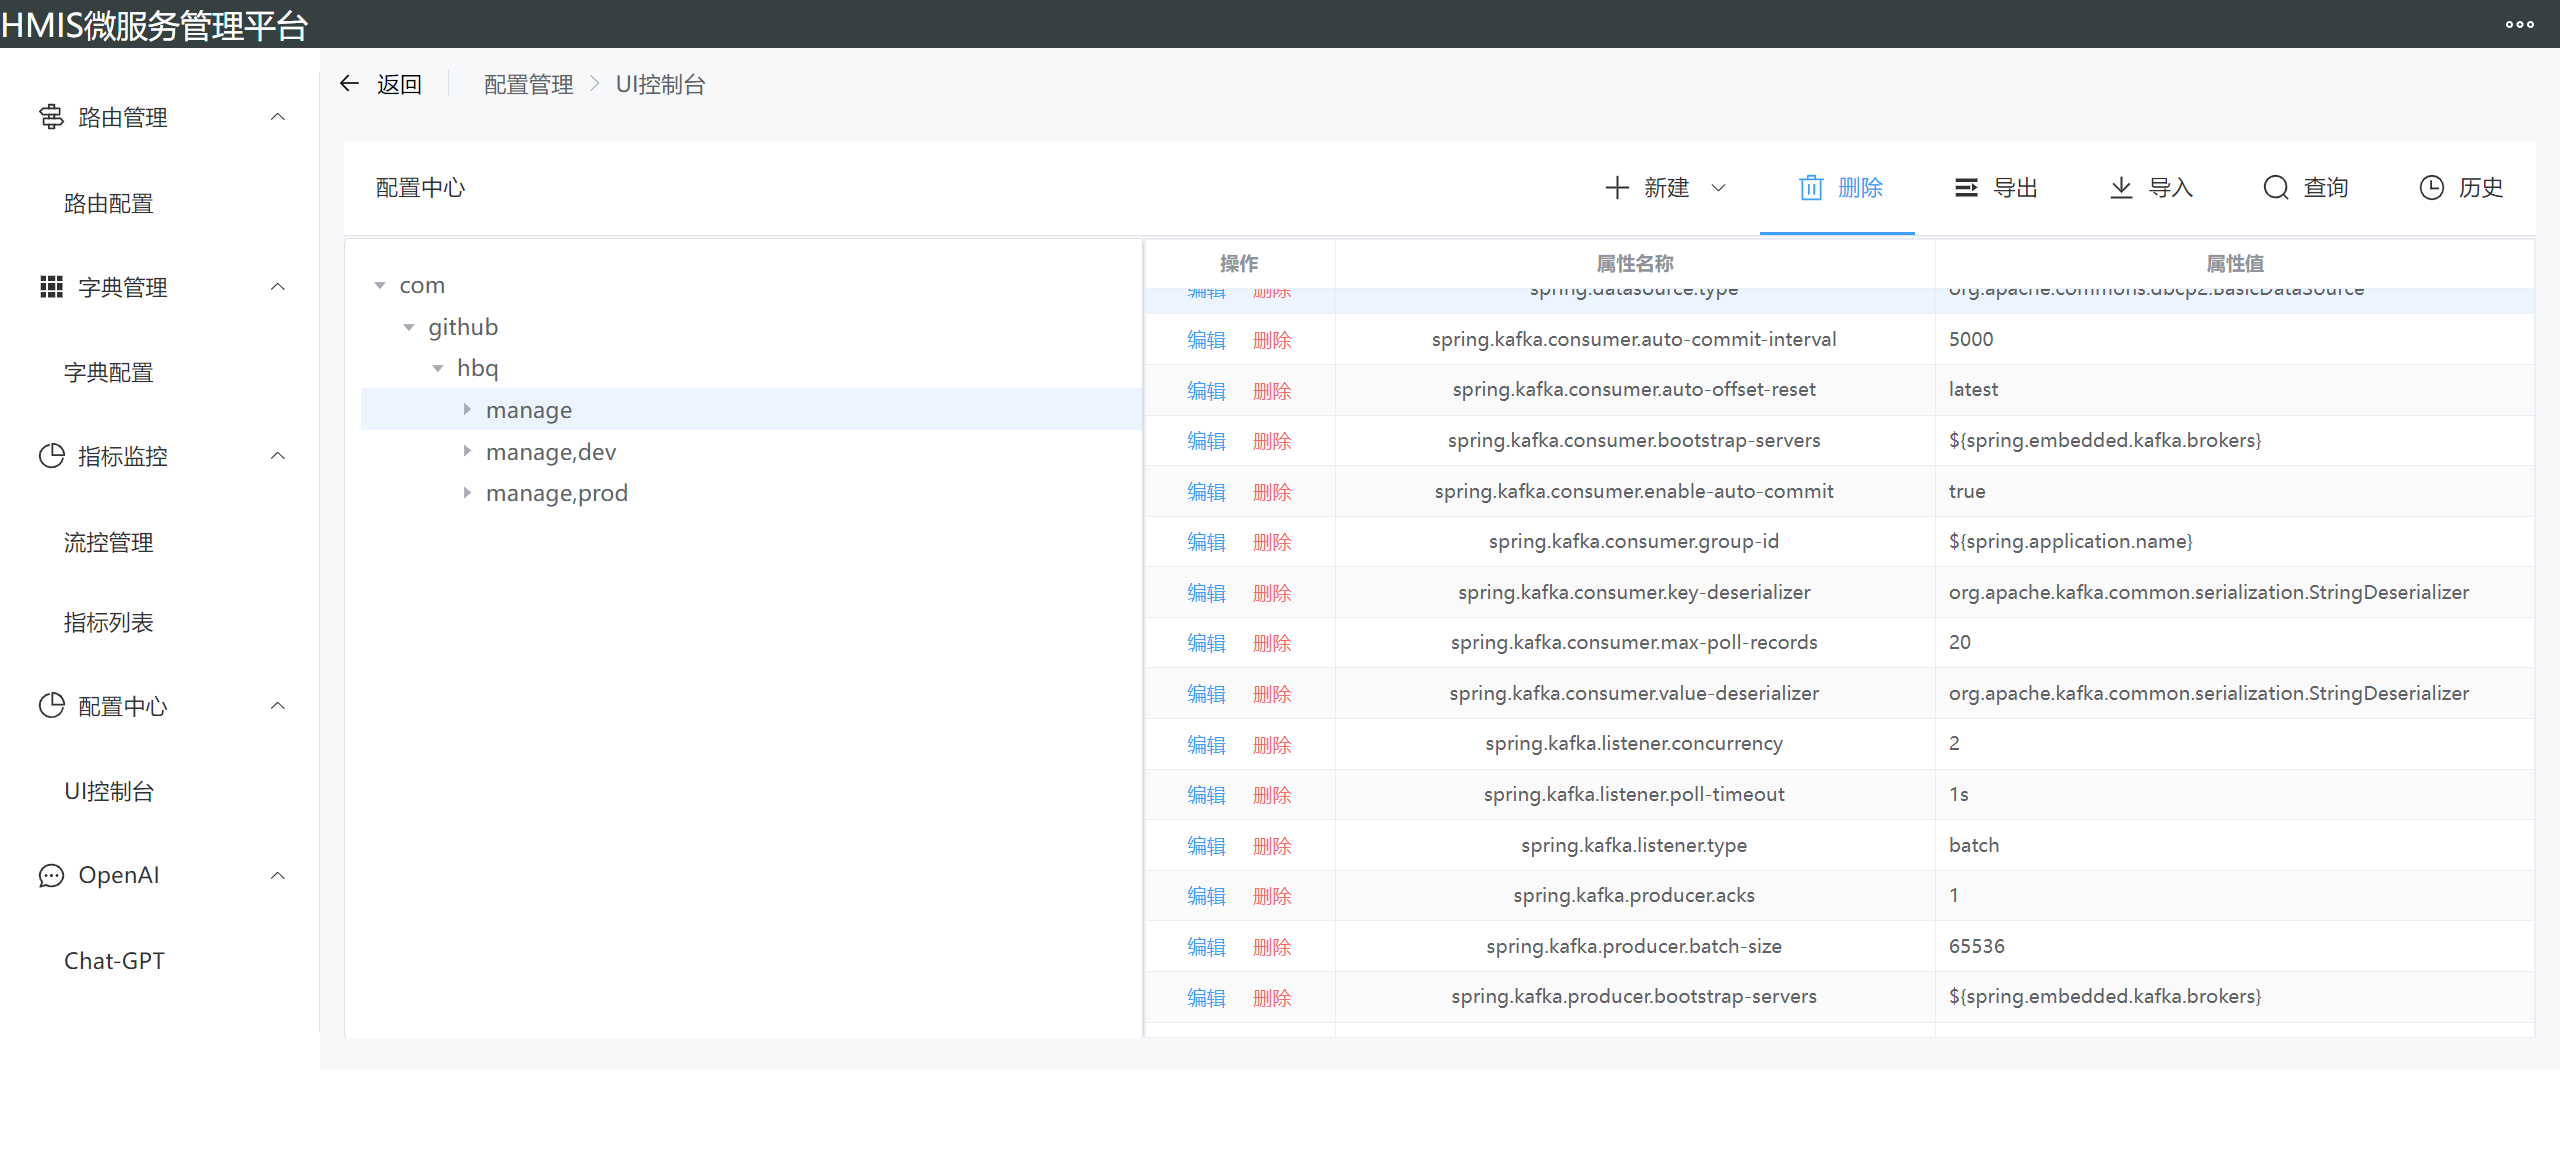 HMIS微服务管理平台
路由管理
路由配置
字典管理
字典配置
指标监控
流控管理
指标列表
配置中心
UI控制台
OpenAI
Chat-GPT
返回 配置管理 UI控制台
配置中心 新建 删除 导出 导入 查询 历史
com
github
hbq
manage
manage,dev
manage,prod
操作 属性名称 属性值
编辑 删除 spring.datasource.type org.apache.commons.dbcp2.BasicDataSource
编辑 删除 spring.kafka.consumer.auto-commit-interval 5000
编辑 删除 spring.kafka.consumer.auto-offset-reset latest
编辑 删除 spring.kafka.consumer.bootstrap-servers ${spring.embedded.kafka.brokers}
编辑 删除 spring.kafka.consumer.enable-auto-commit true
编辑 删除 spring.kafka.consumer.group-id ${spring.application.name}
编辑 删除 spring.kafka.consumer.key-deserializer org.apache.kafka.common.serialization.StringDeserializer
编辑 删除 spring.kafka.consumer.max-poll-records 20
编辑 删除 spring.kafka.consumer.value-deserializer org.apache.kafka.common.serialization.StringDeserializer
编辑 删除 spring.kafka.listener.concurrency 2
编辑 删除 spring.kafka.listener.poll-timeout 1s
编辑 删除 spring.kafka.listener.type batch
编辑 删除 spring.kafka.producer.acks 1
编辑 删除 spring.kafka.producer.batch-size 65536
编辑 删除 spring.kafka.producer.bootstrap-servers ${spring.embedded.kafka.brokers}